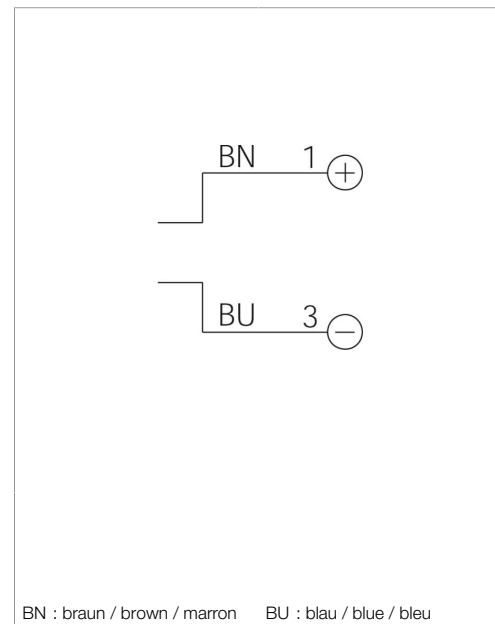 BN 1 +
BU 3 −
BN : braun / brown / marron BU : blau / blue / bleu